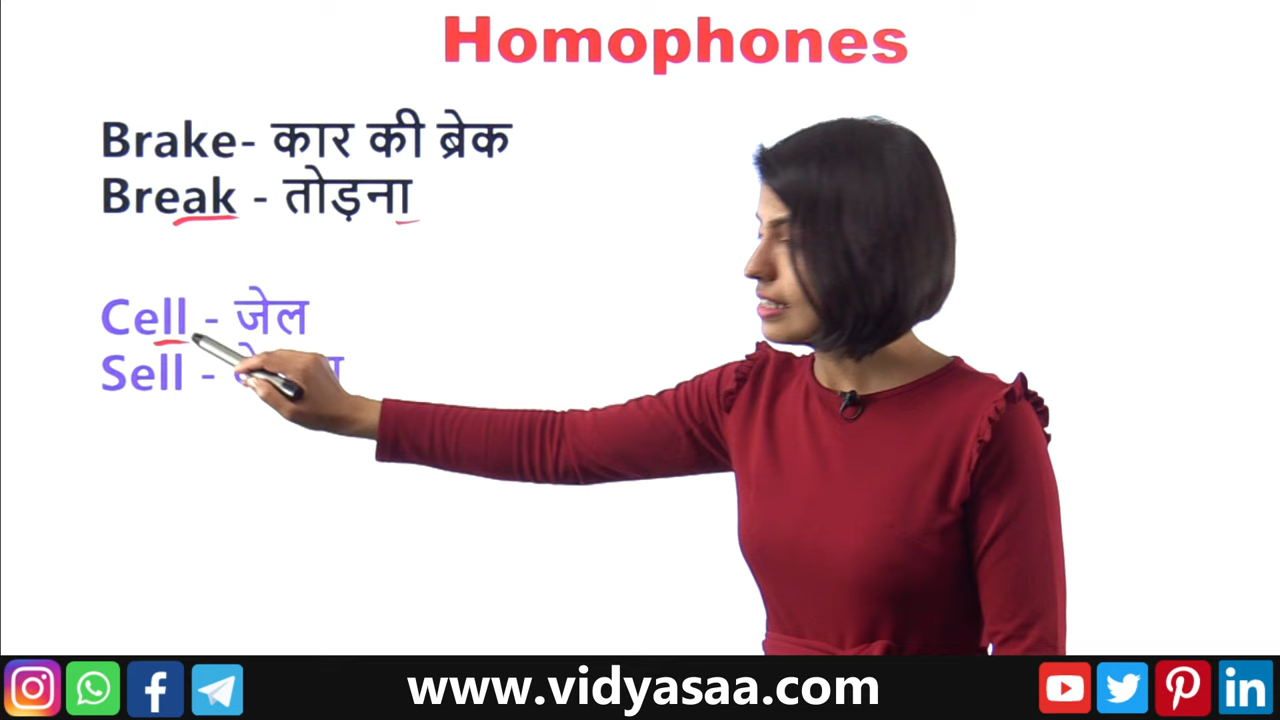 Homophones
Brake- कार की ब्रेक
Break - तोड़ना
Cell - जेल
Sell -
www.vidyasaa.com